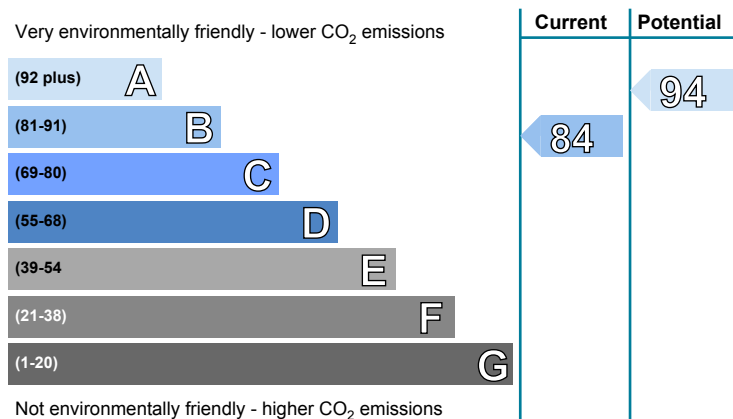 Very environmentally friendly - lower CO2 emissions
Current
Potential
(92 plus) A
94
(81-91) B
84
(69-80) C
(55-68) D
(39-54 E
(21-38) F
(1-20) G
Not environmentally friendly - higher CO2 emissions